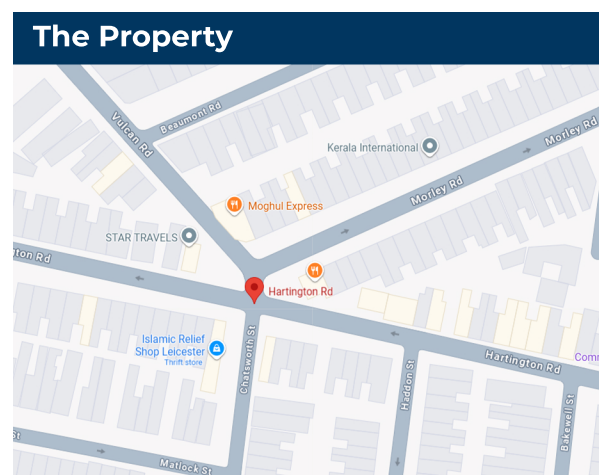 The Property
Beaumont Rd
Vulcan Rd
Morley Rd
Kerala International
Morley Rd
Moghul Express
STAR TRAVELS
ton Rd
Hartington Rd
Islamic Relief
Shop Leicester
Thrift store
Chatsworth St
Hartington Rd
Comm
Haddon St
Bakewell St
St
Matlock St